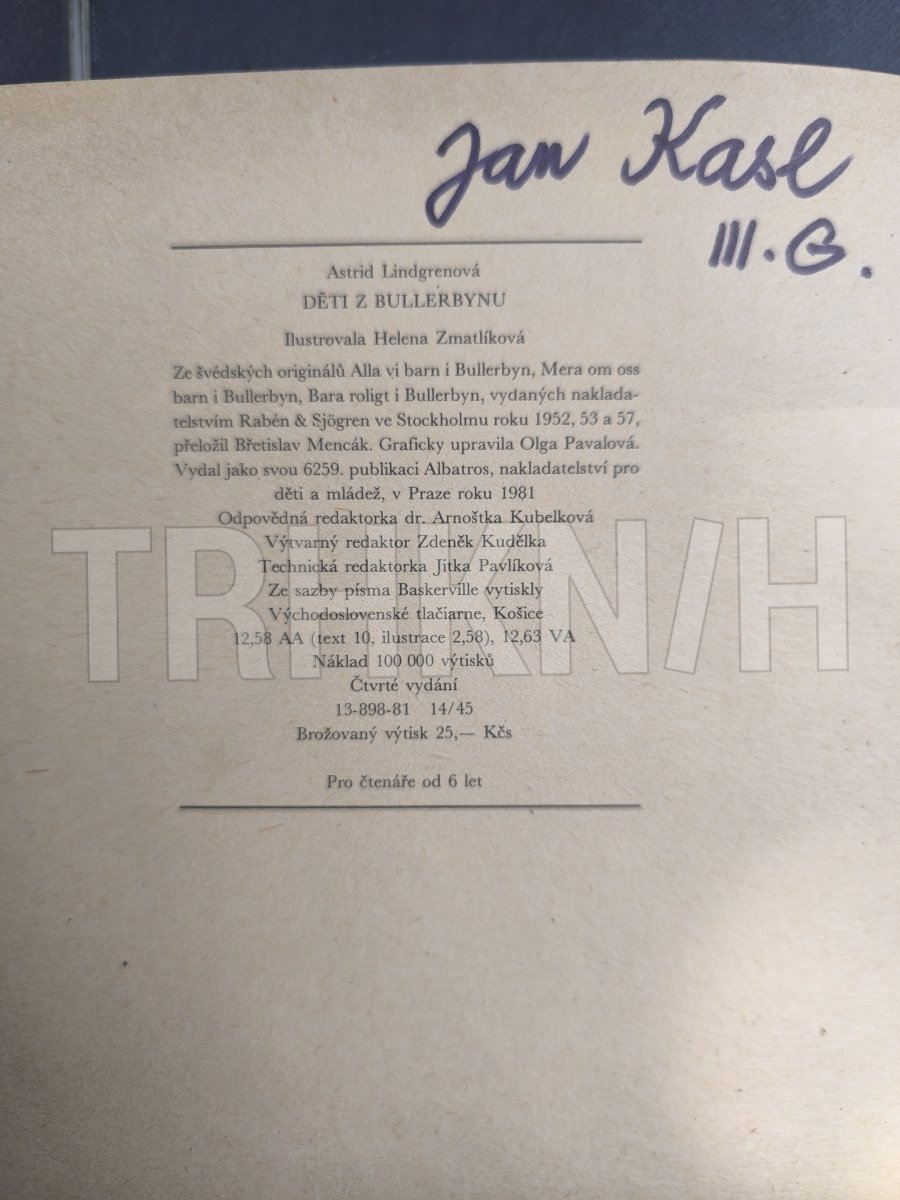 Jan Kasl
III. G.
Astrid Lindgrenová
DĚTI Z BULLERBYNU
Ilustrovala Helena Zmatlíková
Ze švédských originálů Alla vi barn i Bullerbyn, Mera om oss
barn i Bullerbyn, Bara roligt i Bullerbyn, vydaných naklada-
telstvím Rabén & Sjögren ve Stockholmu roku 1952, 53 a 57,
přeložil Břetislav Mencák. Graficky upravila Olga Pavalová.
Vydal jako svou 6259. publikaci Albatros, nakladatelství pro
děti a mládež, v Praze roku 1981
Odpovědná redaktorka dr. Arnoštka Kubelková
Výtvarný redaktor Zdeněk Kudělka
Technická redaktorka Jitka Pavlíková
Ze sazby písma Baskerville vytiskly
Východoslovenské tlačiarne, Košice
12,58 AA (text 10, ilustrace 2,58), 12,63 VA
Náklad 100 000 výtisků
Čtvrté vydání
13-898-81 14/45
Brožovaný výtisk 25,— Kčs
Pro čtenáře od 6 let
TRHKNIH